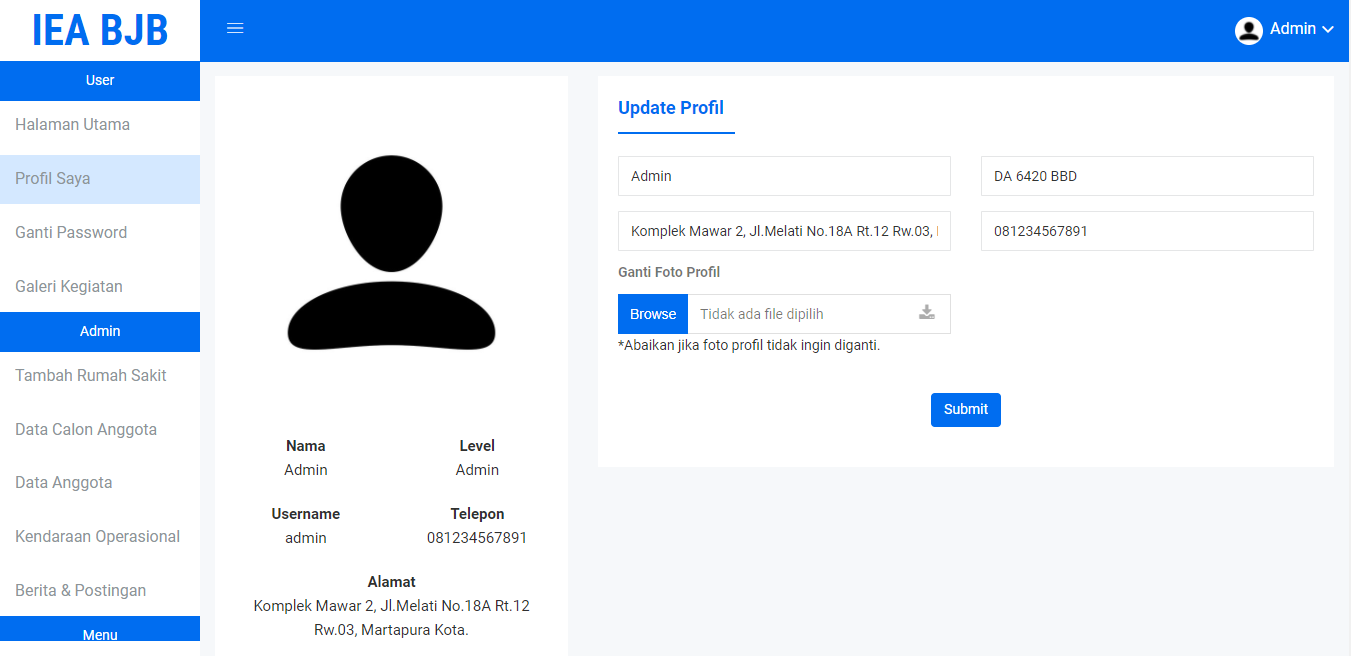 IEA BJB
Admin
User
Halaman Utama
Profil Saya
Ganti Password
Galeri Kegiatan
Admin
Tambah Rumah Sakit
Data Calon Anggota
Data Anggota
Kendaraan Operasional
Berita & Postingan
Menu
Nama
Admin
Level
Admin
Username
admin
Telepon
081234567891
Alamat
Komplek Mawar 2, Jl.Melati No.18A Rt.12
Rw.03, Martapura Kota.
Update Profil
Admin
DA 6420 BBD
Komplek Mawar 2, Jl.Melati No.18A Rt.12 Rw.03,
081234567891
Ganti Foto Profil
Browse
Tidak ada file dipilih
*Abaikan jika foto profil tidak ingin diganti.
Submit